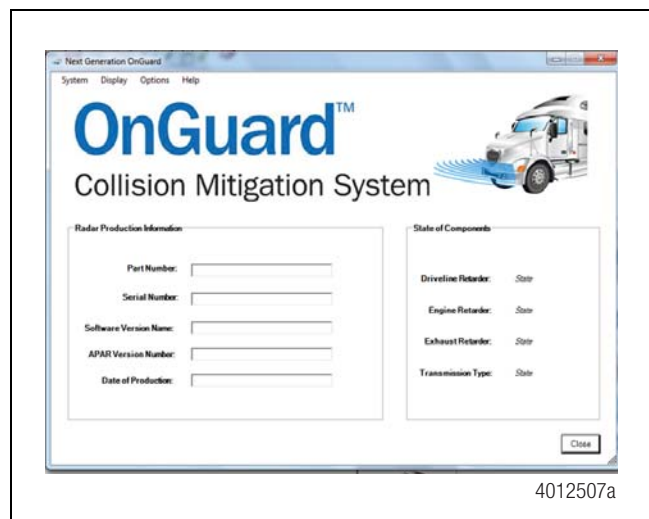 Next Generation OnGuard
System Display Options Help
OnGuard™
Collision Mitigation System
Radar Production Information
Part Number:
Serial Number:
Software Version Name:
APAR Version Number:
Date of Production:
State of Components
Driveline Retarder: State
Engine Retarder: State
Exhaust Retarder: State
Transmission Type: State
Close
4012507a